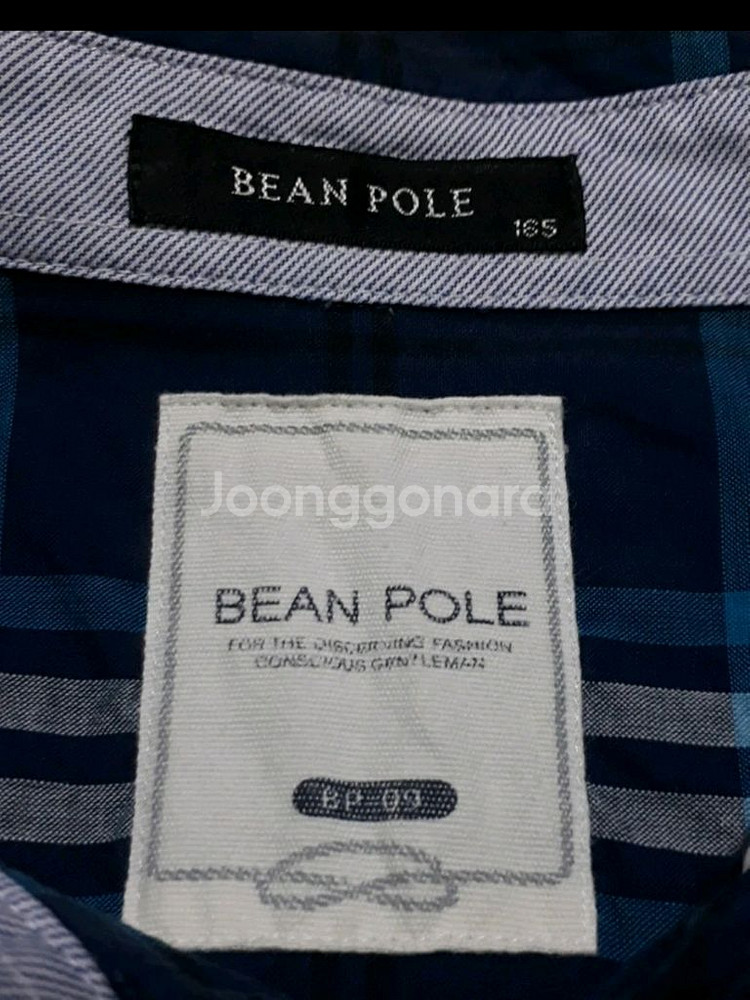 BEAN POLE
165
Joonggonara
BEAN POLE
FOR THE DISCERNING FASHION
CONSCIOUS GENTLEMAN
BP 09